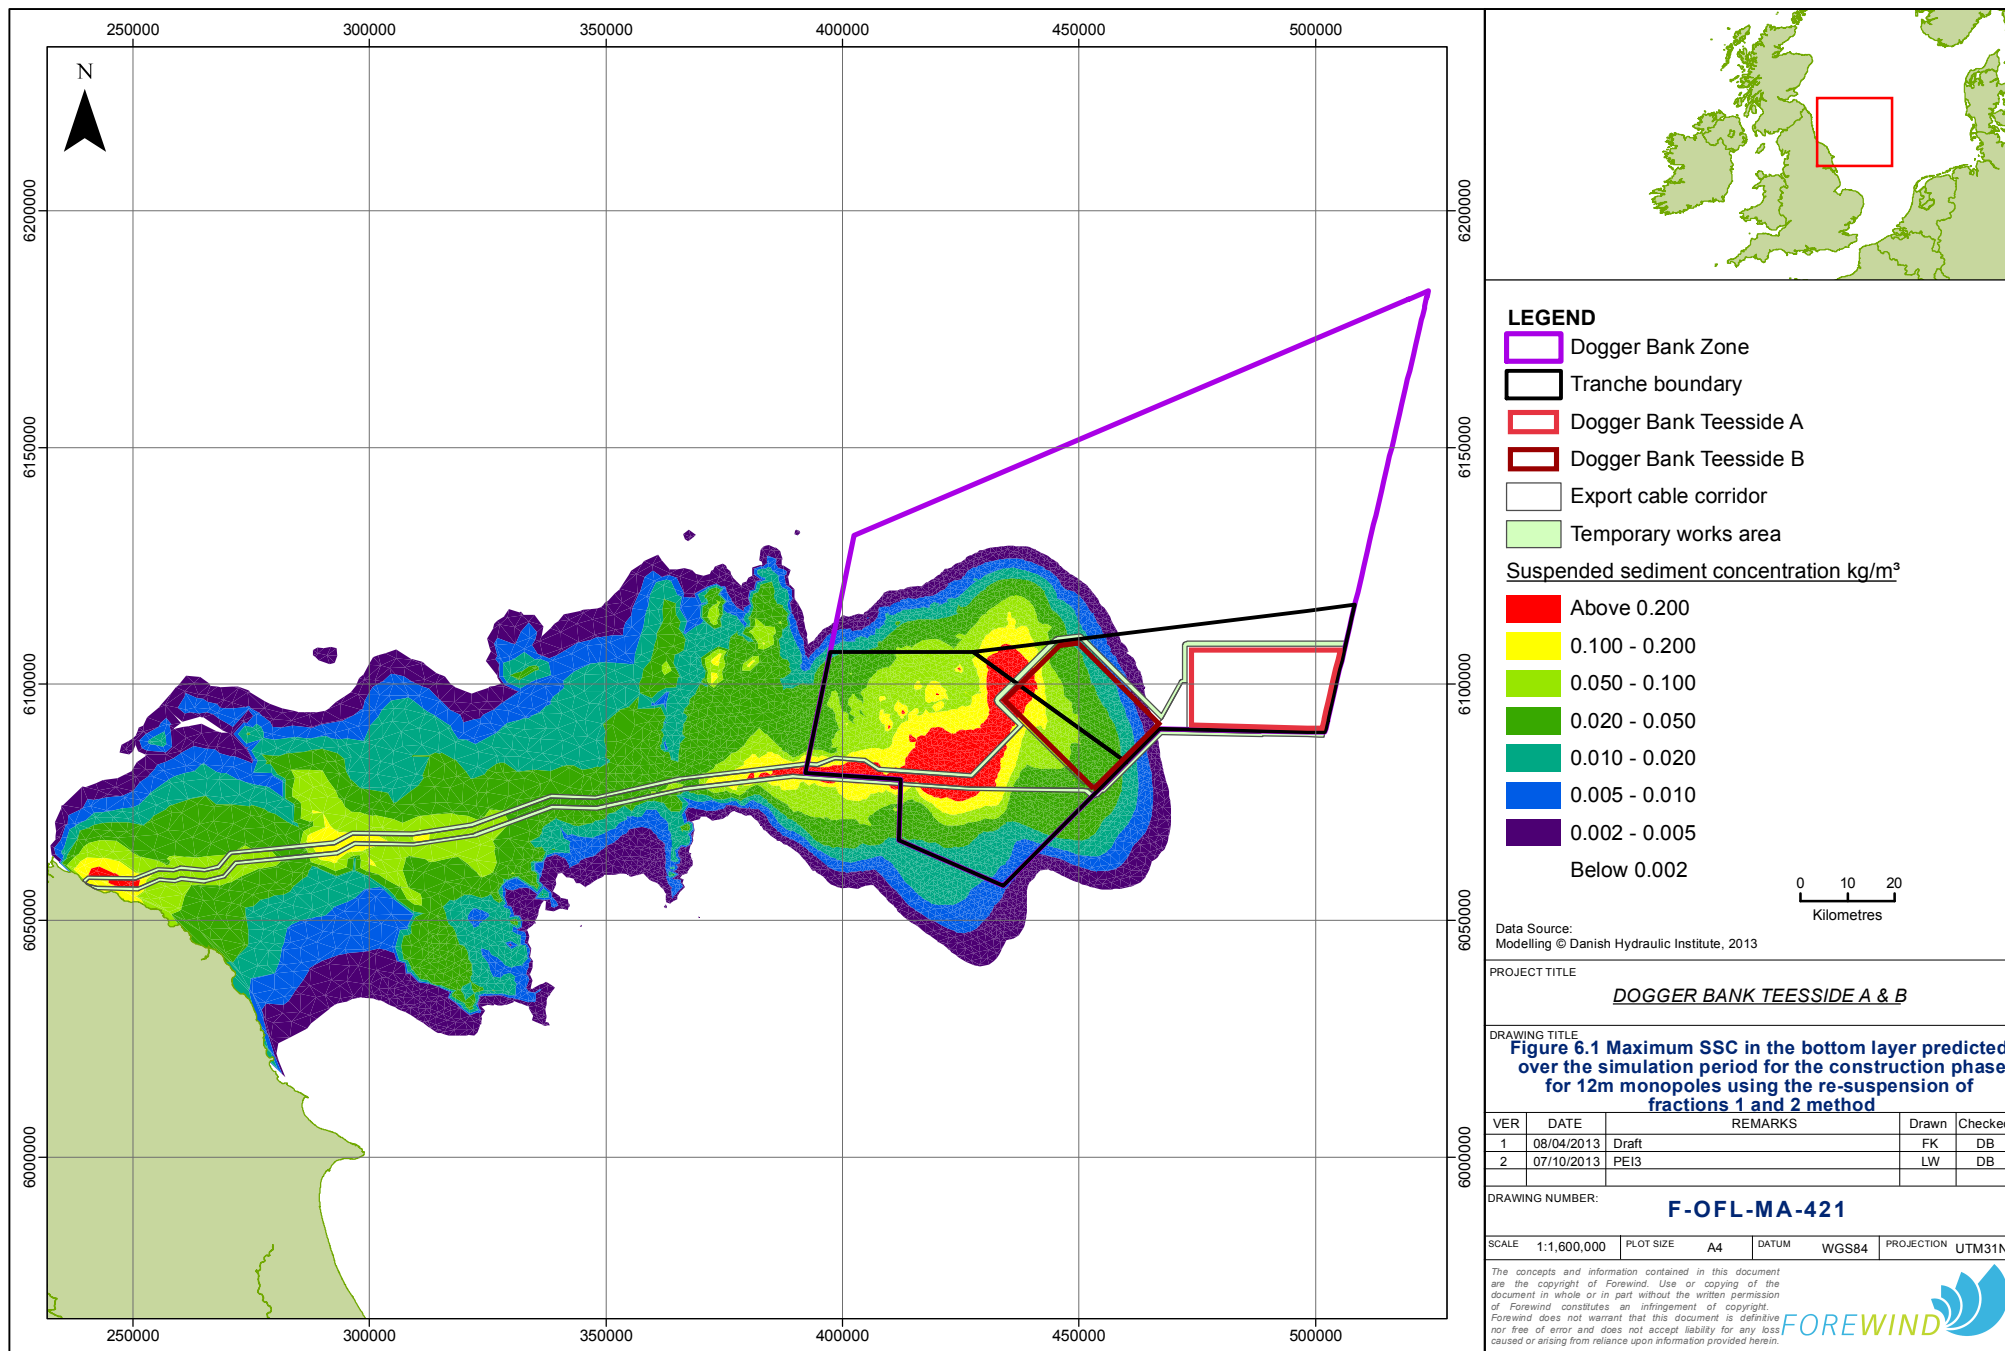 250000 300000 350000 400000 450000 500000
N
6200000 6200000
6150000 6150000
6100000 6100000
6050000 6050000
6000000 6000000
250000 300000 350000 400000 450000 500000
LEGEND
Dogger Bank Zone
Tranche boundary
Dogger Bank Teesside A
Dogger Bank Teesside B
Export cable corridor
Temporary works area
Suspended sediment concentration kg/m³
Above 0.200
0.100 - 0.200
0.050 - 0.100
0.020 - 0.050
0.010 - 0.020
0.005 - 0.010
0.002 - 0.005
Below 0.002
0 10 20
Kilometres
Data Source:
Modelling © Danish Hydraulic Institute, 2013
PROJECT TITLE
DOGGER BANK TEESSIDE A & B
DRAWING TITLE
Figure 6.1 Maximum SSC in the bottom layer predicted
over the simulation period for the construction phase
for 12m monopoles using the re-suspension of
fractions 1 and 2 method
VER DATE REMARKS Drawn Checked
1 08/04/2013 Draft FK DB
2 07/10/2013 PEI3 LW DB
DRAWING NUMBER:
F-OFL-MA-421
SCALE 1:1,600,000 PLOT SIZE A4 DATUM WGS84 PROJECTION UTM31N
The concepts and information contained in this document
are the copyright of Forewind. Use or copying of the
document in whole or in part without the written permission
of Forewind constitutes an infringement of copyright.
Forewind does not warrant that this document is definitive
nor free of error and does not accept liability for any loss
caused or arising from reliance upon information provided herein.
FOREWIND